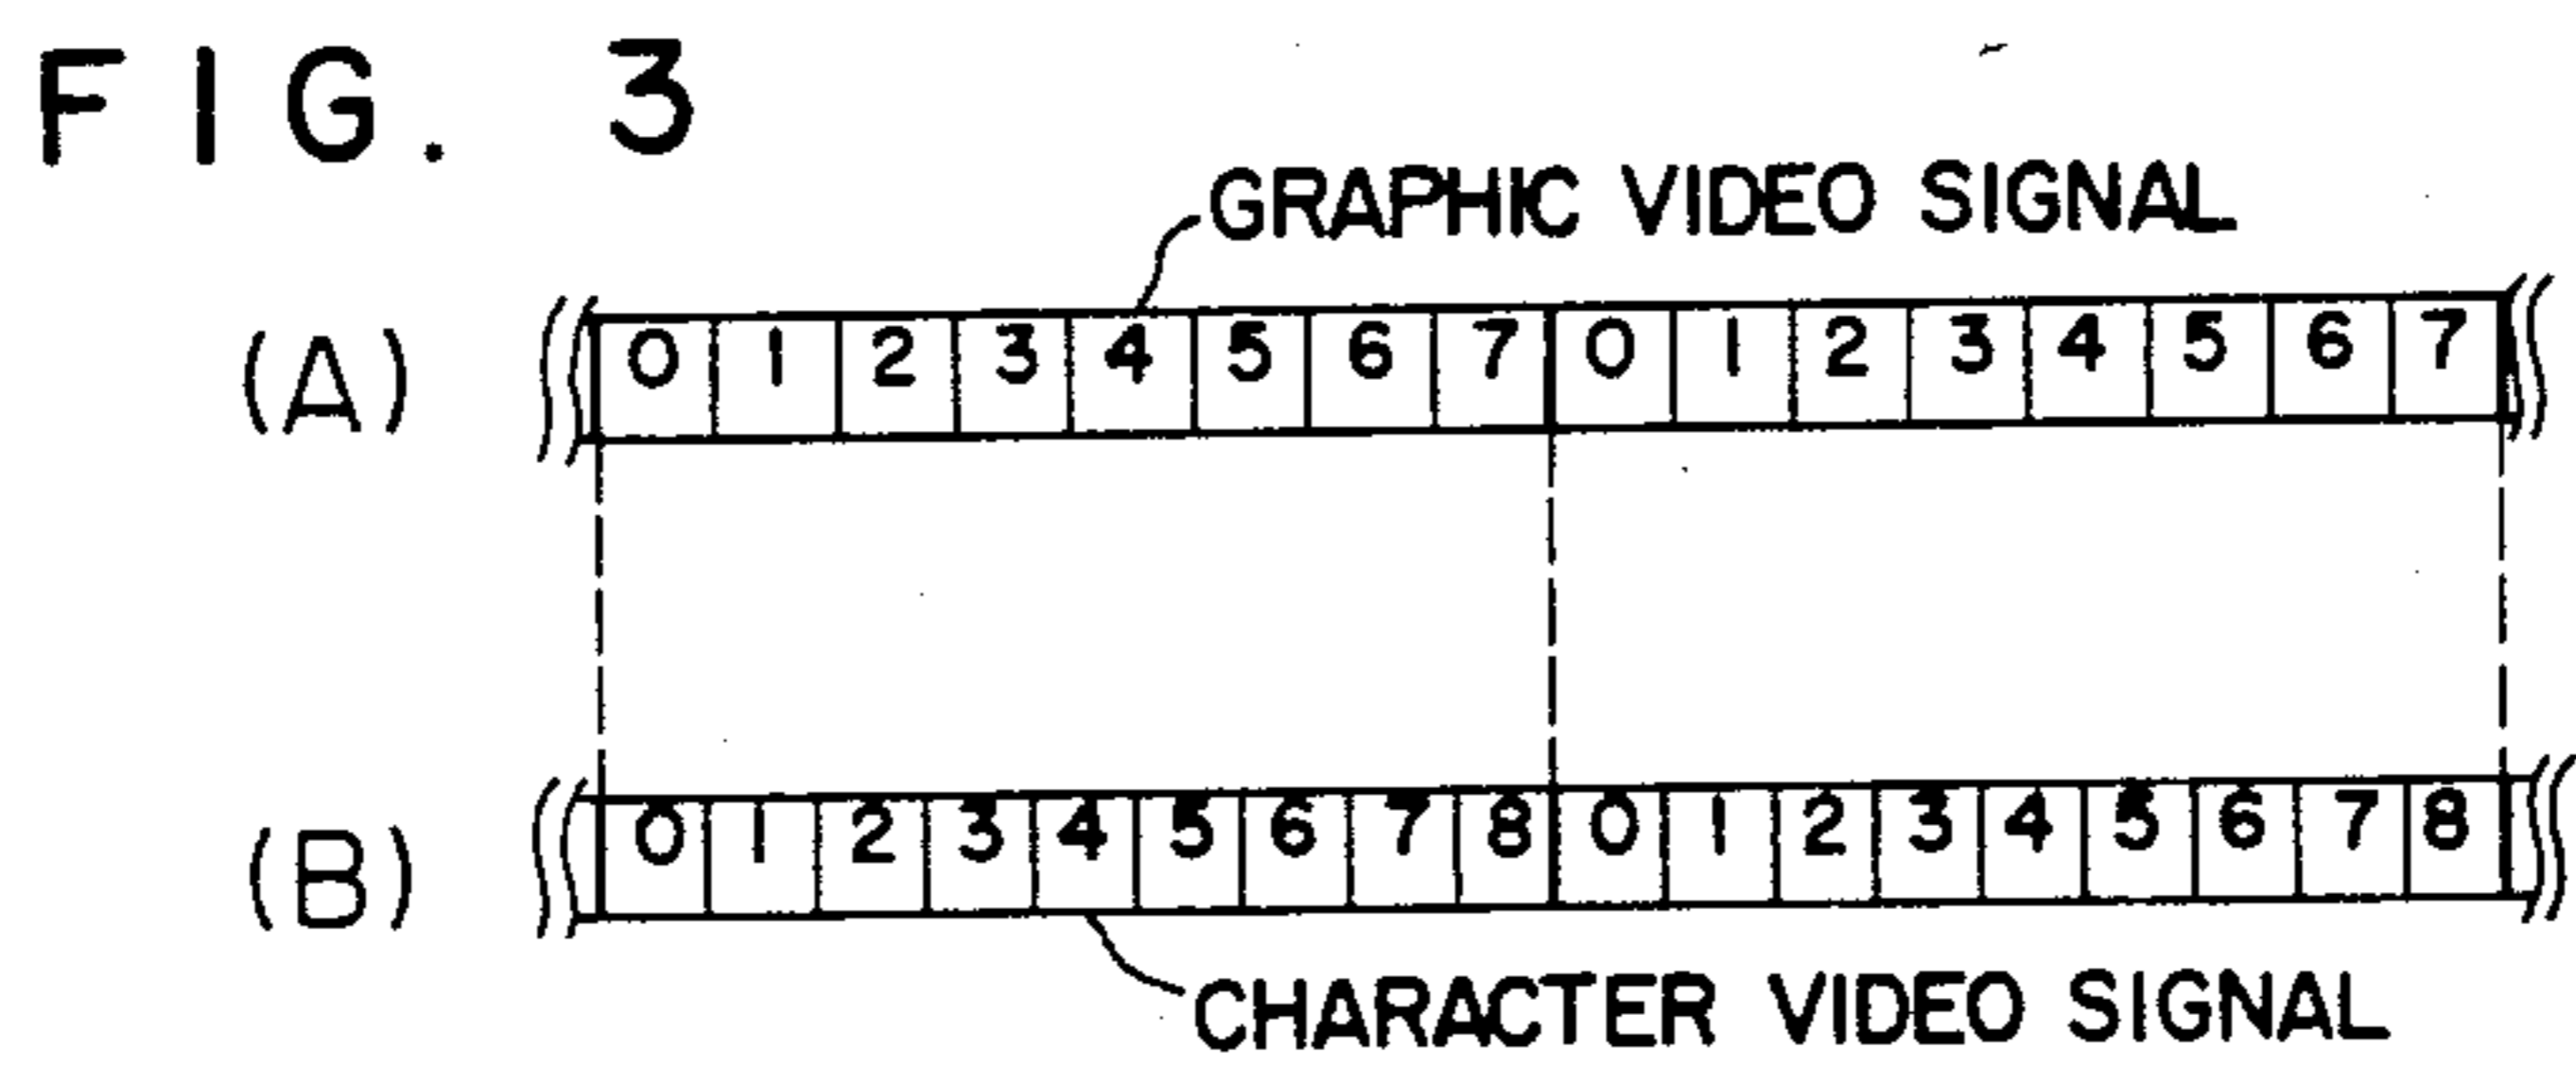 FIG. 3
GRAPHIC VIDEO SIGNAL
(A) 0 1 2 3 4 5 6 7 0 1 2 3 4 5 6 7
(B) 0 1 2 3 4 5 6 7 8 0 1 2 3 4 5 6 7 8
CHARACTER VIDEO SIGNAL